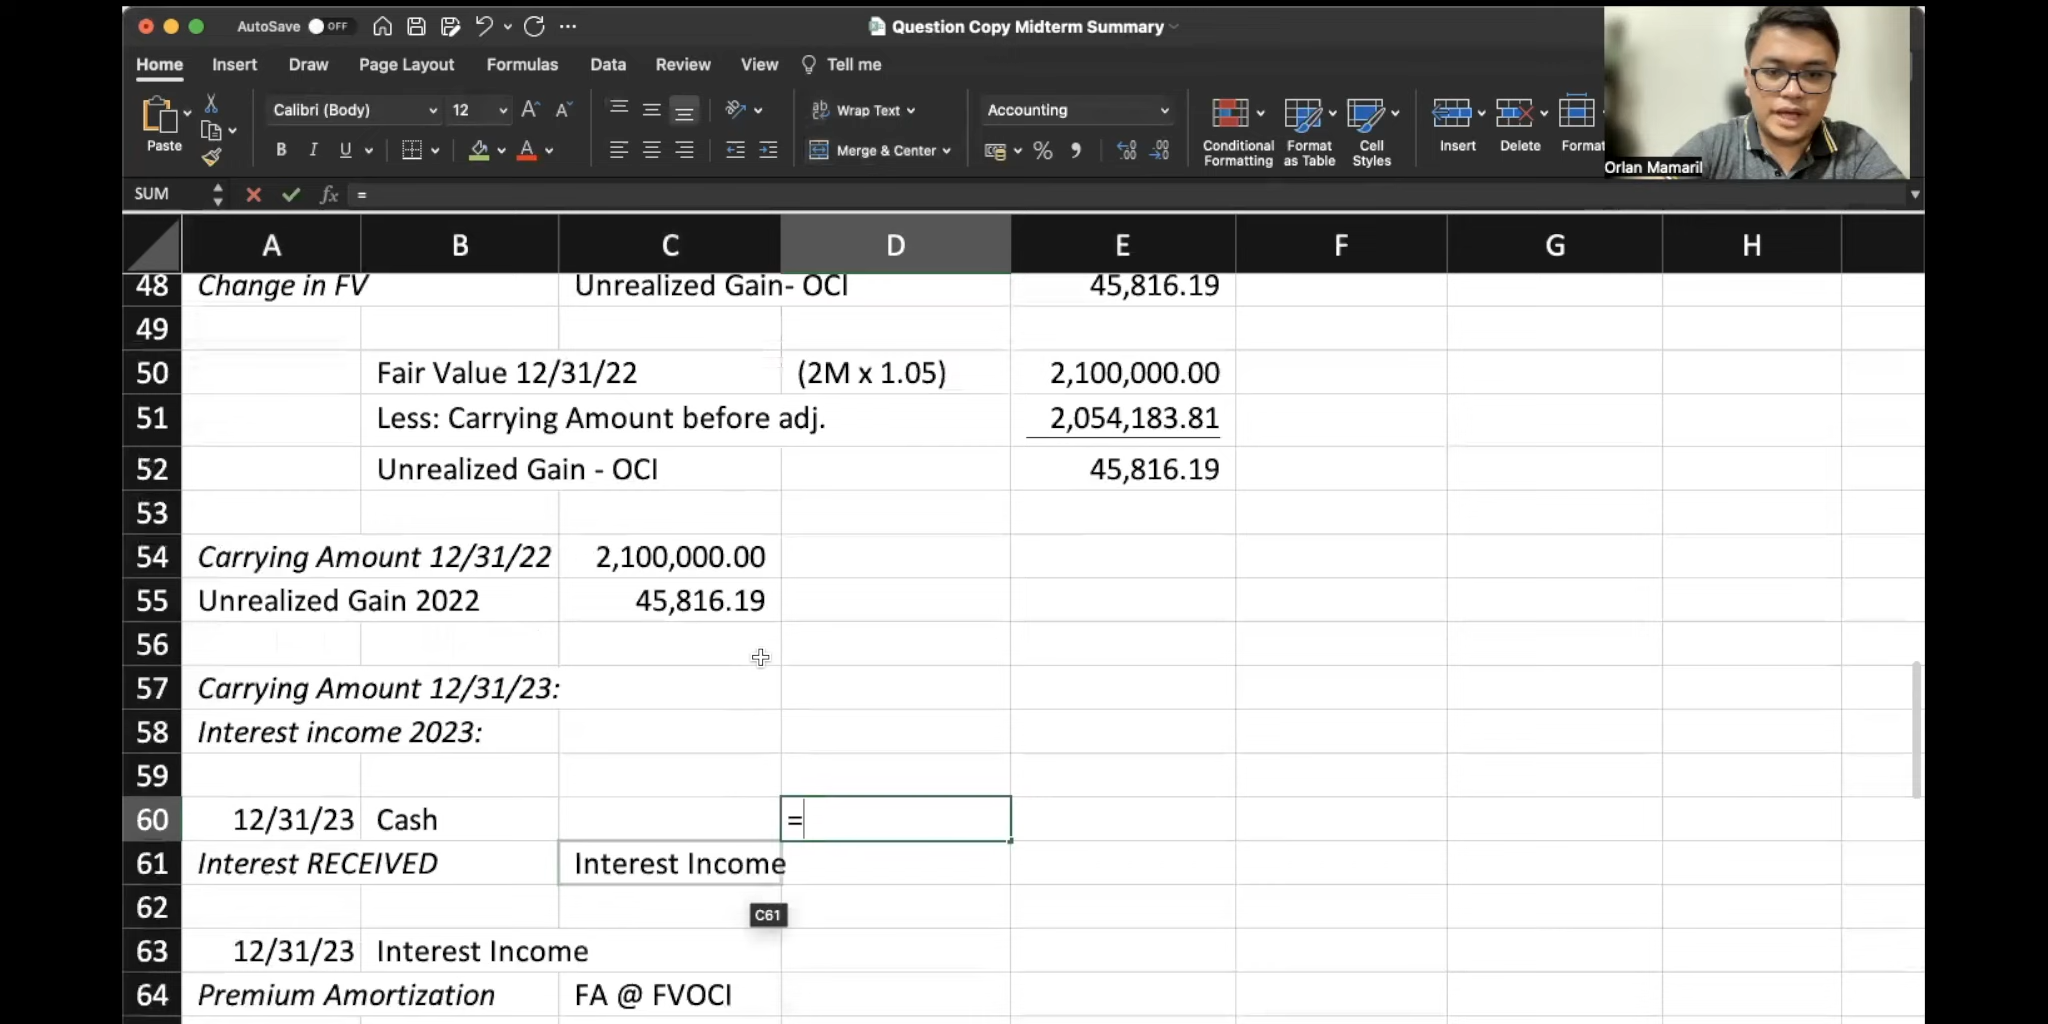 AutoSave OFF Question Copy Midterm Summary
Home Insert Draw Page Layout Formulas Data Review View Tell me
Paste Calibri (Body) 12 A A Wrap Text Accounting Conditional Formatting Format as Table Cell Styles Insert Delete Format
B I U A Merge & Center % Orlan Mamaril
SUM fx =
A B C D E F G H
48 Change in FV Unrealized Gain- OCI 45,816.19
49
50 Fair Value 12/31/22 (2M x 1.05) 2,100,000.00
51 Less: Carrying Amount before adj. 2,054,183.81
52 Unrealized Gain - OCI 45,816.19
53
54 Carrying Amount 12/31/22 2,100,000.00
55 Unrealized Gain 2022 45,816.19
56
57 Carrying Amount 12/31/23:
58 Interest income 2023:
59
60 12/31/23 Cash =
61 Interest RECEIVED Interest Income
62 C61
63 12/31/23 Interest Income
64 Premium Amortization FA @ FVOCI